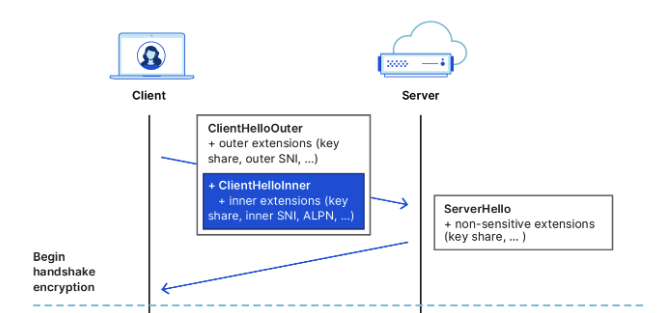 Client
Server
ClientHelloOuter
+ outer extensions (key
share, outer SNI, ...)
+ ClientHelloInner
+ inner extensions (key
share, inner SNI, ALPN, ...)
ServerHello
+ non-sensitive extensions
(key share, ... )
Begin
handshake
encryption